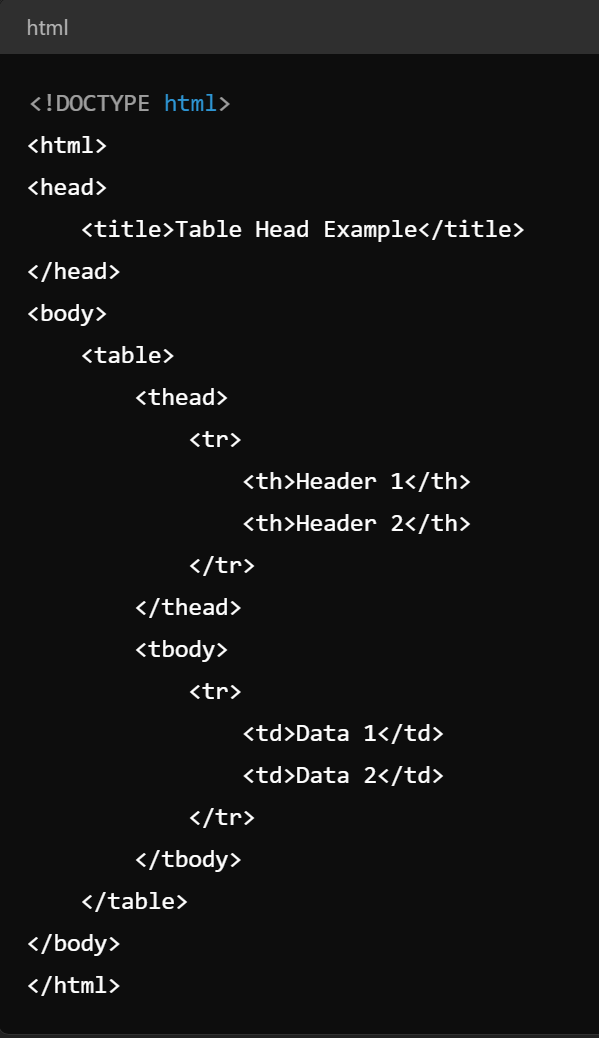 html
<!DOCTYPE html>
<html>
<head>
    <title>Table Head Example</title>
</head>
<body>
    <table>
        <thead>
            <tr>
                <th>Header 1</th>
                <th>Header 2</th>
            </tr>
        </thead>
        <tbody>
            <tr>
                <td>Data 1</td>
                <td>Data 2</td>
            </tr>
        </tbody>
    </table>
</body>
</html>